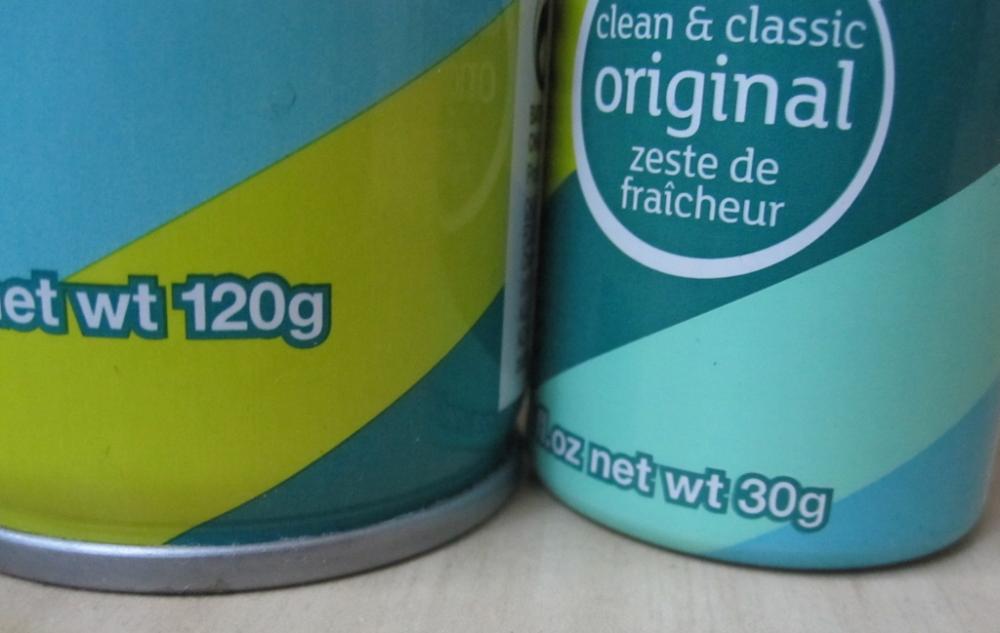 net wt 120g
clean & classic
original
zeste de
fraîcheur
oz net wt 30g